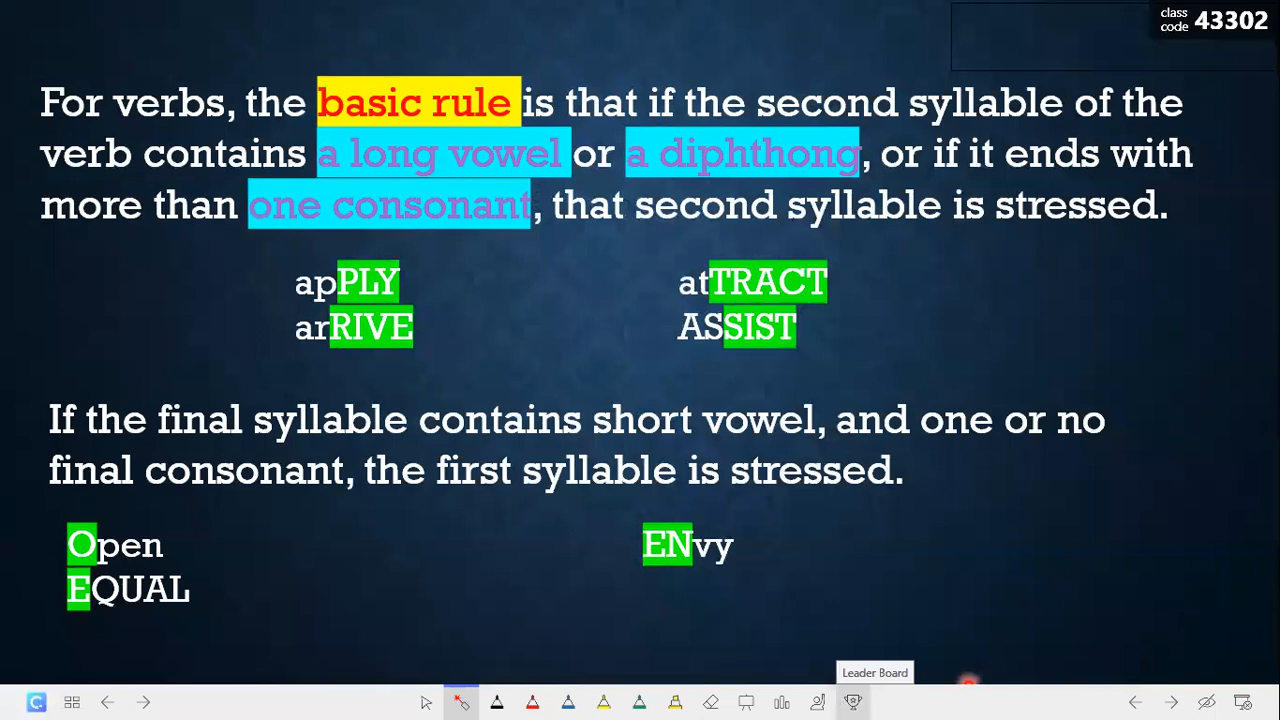 class
code 43302
For verbs, the basic rule is that if the second syllable of the
verb contains a long vowel or a diphthong, or if it ends with
more than one consonant, that second syllable is stressed.
apPLY
arRIVE
atTRACT
ASSIST
If the final syllable contains short vowel, and one or no
final consonant, the first syllable is stressed.
Open
EQUAL
ENvy
Leader Board